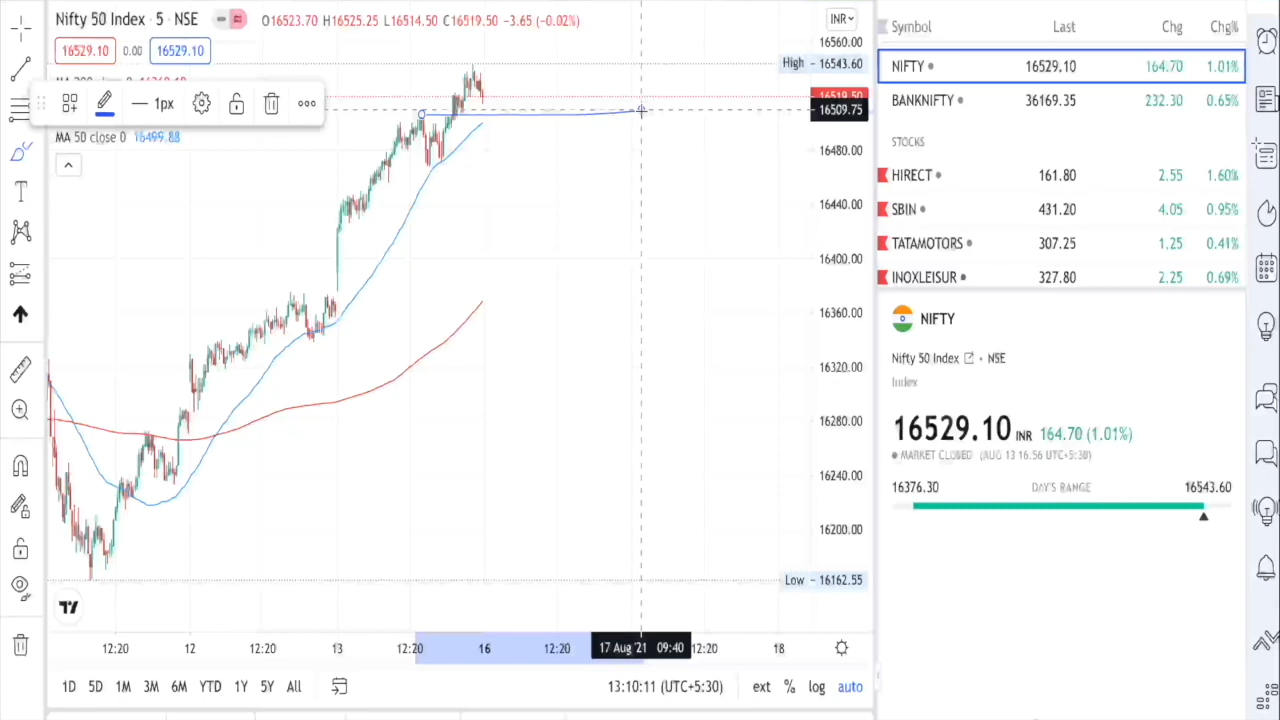 Nifty 50 Index · 5 · NSE
O16523.70 H16525.25 L16514.50 C16519.50 −3.65 (−0.02%)
16529.10 0.00 16529.10
1px
MA 50 close 0 16499.88
INR
16560.00
High 16543.60
16519.50
16509.75
16480.00
16440.00
16400.00
16360.00
16320.00
16280.00
16240.00
16200.00
Low 16162.55
12:20 12 12:20 13 12:20 16 12:20 17 Aug '21 09:40 12:20 18
1D 5D 1M 3M 6M YTD 1Y 5Y All
13:10:11 (UTC+5:30) ext % log auto
Symbol Last Chg Chg%
NIFTY 16529.10 164.70 1.01%
BANKNIFTY 36169.35 232.30 0.65%
STOCKS
HIRECT 161.80 2.55 1.60%
SBIN 431.20 4.05 0.95%
TATAMOTORS 307.25 1.25 0.41%
INOXLEISUR 327.80 2.25 0.69%
NIFTY
Nifty 50 Index · NSE
Index
16529.10 INR 164.70 (1.01%)
MARKET CLOSED (AUG 13 16:56 UTC+5:30)
16376.30 DAY'S RANGE 16543.60